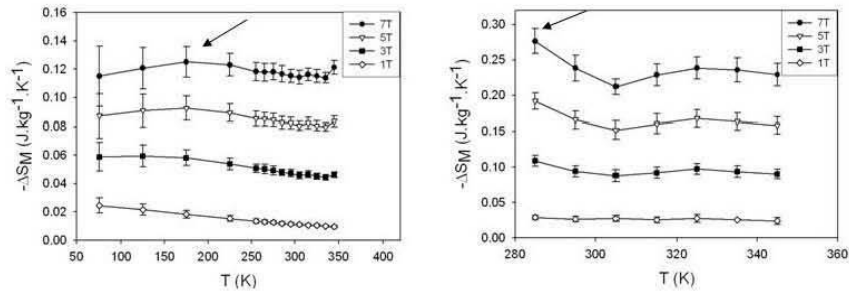 -ΔS_M (J.kg⁻¹.K⁻¹)
0.16
0.14
0.12
0.10
0.08
0.06
0.04
0.02
0.00
50 100 150 200 250 300 350 400
T (K)
7T
5T
3T
1T
-ΔS_M (J.kg⁻¹.K⁻¹)
0.30
0.25
0.20
0.15
0.10
0.05
0.00
280 300 320 340 360
T (K)
7T
5T
3T
1T